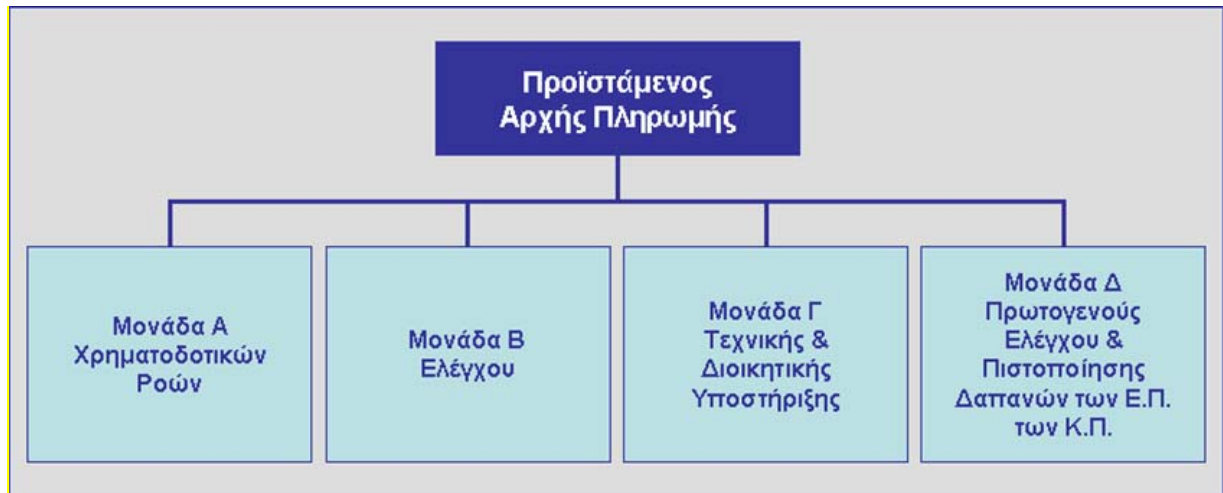 Προϊστάμενος
Αρχής Πληρωμής
Μονάδα Α
Χρηματοδοτικών
Ροών
Μονάδα Β
Ελέγχου
Μονάδα Γ
Τεχνικής &
Διοικητικής
Υποστήριξης
Μονάδα Δ
Πρωτογενούς
Ελέγχου &
Πιστοποίησης
Δαπανών των Ε.Π.
των Κ.Π.